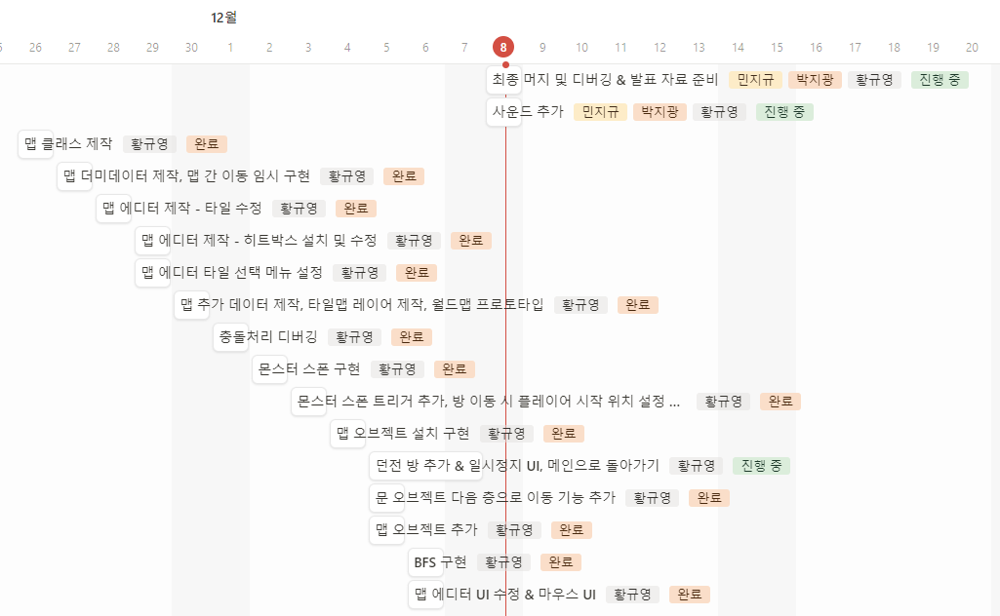 12월
26 27 28 29 30 1 2 3 4 5 6 7 8 9 10 11 12 13 14 15 16 17 18 19 20
최종 머지 및 디버깅 & 발표 자료 준비 민지규 박지광 황규영 진행 중
사운드 추가 민지규 박지광 황규영 진행 중
맵 클래스 제작 황규영 완료
맵 더미데이터 제작, 맵 간 이동 임시 구현 황규영 완료
맵 에디터 제작 - 타일 수정 황규영 완료
맵 에디터 제작 - 히트박스 설치 및 수정 황규영 완료
맵 에디터 타일 선택 메뉴 설정 황규영 완료
맵 추가 데이터 제작, 타일맵 레이어 제작, 월드맵 프로토타입 황규영 완료
충돌처리 디버깅 황규영 완료
몬스터 스폰 구현 황규영 완료
몬스터 스폰 트리거 추가, 방 이동 시 플레이어 시작 위치 설정 ... 황규영 완료
맵 오브젝트 설치 구현 황규영 완료
던전 방 추가 & 일시정지 UI, 메인으로 돌아가기 황규영 진행 중
문 오브젝트 다음 층으로 이동 기능 추가 황규영 완료
맵 오브젝트 추가 황규영 완료
BFS 구현 황규영 완료
맵 에디터 UI 수정 & 마우스 UI 황규영 완료